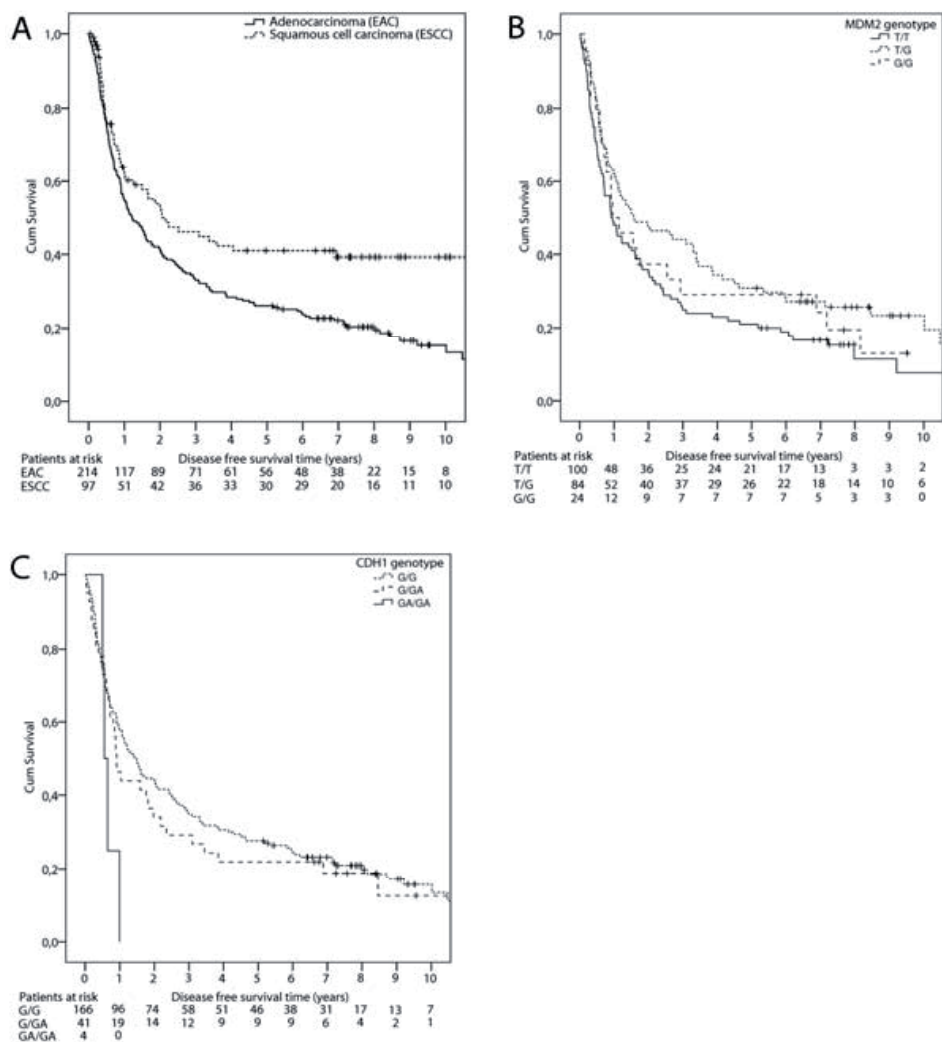 A
Adenocarcinoma (EAC)
Squamous cell carcinoma (ESCC)
1,0
0,8
0,6
0,4
0,2
0,0
Cum Survival
0 1 2 3 4 5 6 7 8 9 10
Patients at risk Disease free survival time (years)
EAC 214 117 89 71 61 56 48 38 22 15 8
ESCC 97 51 42 36 33 30 29 20 16 11 10
B
MDM2 genotype
T/T
T/G
G/G
1,0
0,8
0,6
0,4
0,2
0,0
Cum Survival
0 1 2 3 4 5 6 7 8 9 10
Patients at risk Disease free survival time (years)
T/T 100 48 36 25 24 21 17 13 3 3 2
T/G 84 52 40 37 29 26 22 18 14 10 6
G/G 24 12 9 7 7 7 7 5 3 3 0
C
CDH1 genotype
G/G
G/GA
GA/GA
1,0
0,8
0,6
0,4
0,2
0,0
Cum Survival
0 1 2 3 4 5 6 7 8 9 10
Patients at risk Disease free survival time (years)
G/G 166 96 74 58 51 46 38 31 17 13 7
G/GA 41 19 14 12 9 9 9 6 4 2 1
GA/GA 4 0